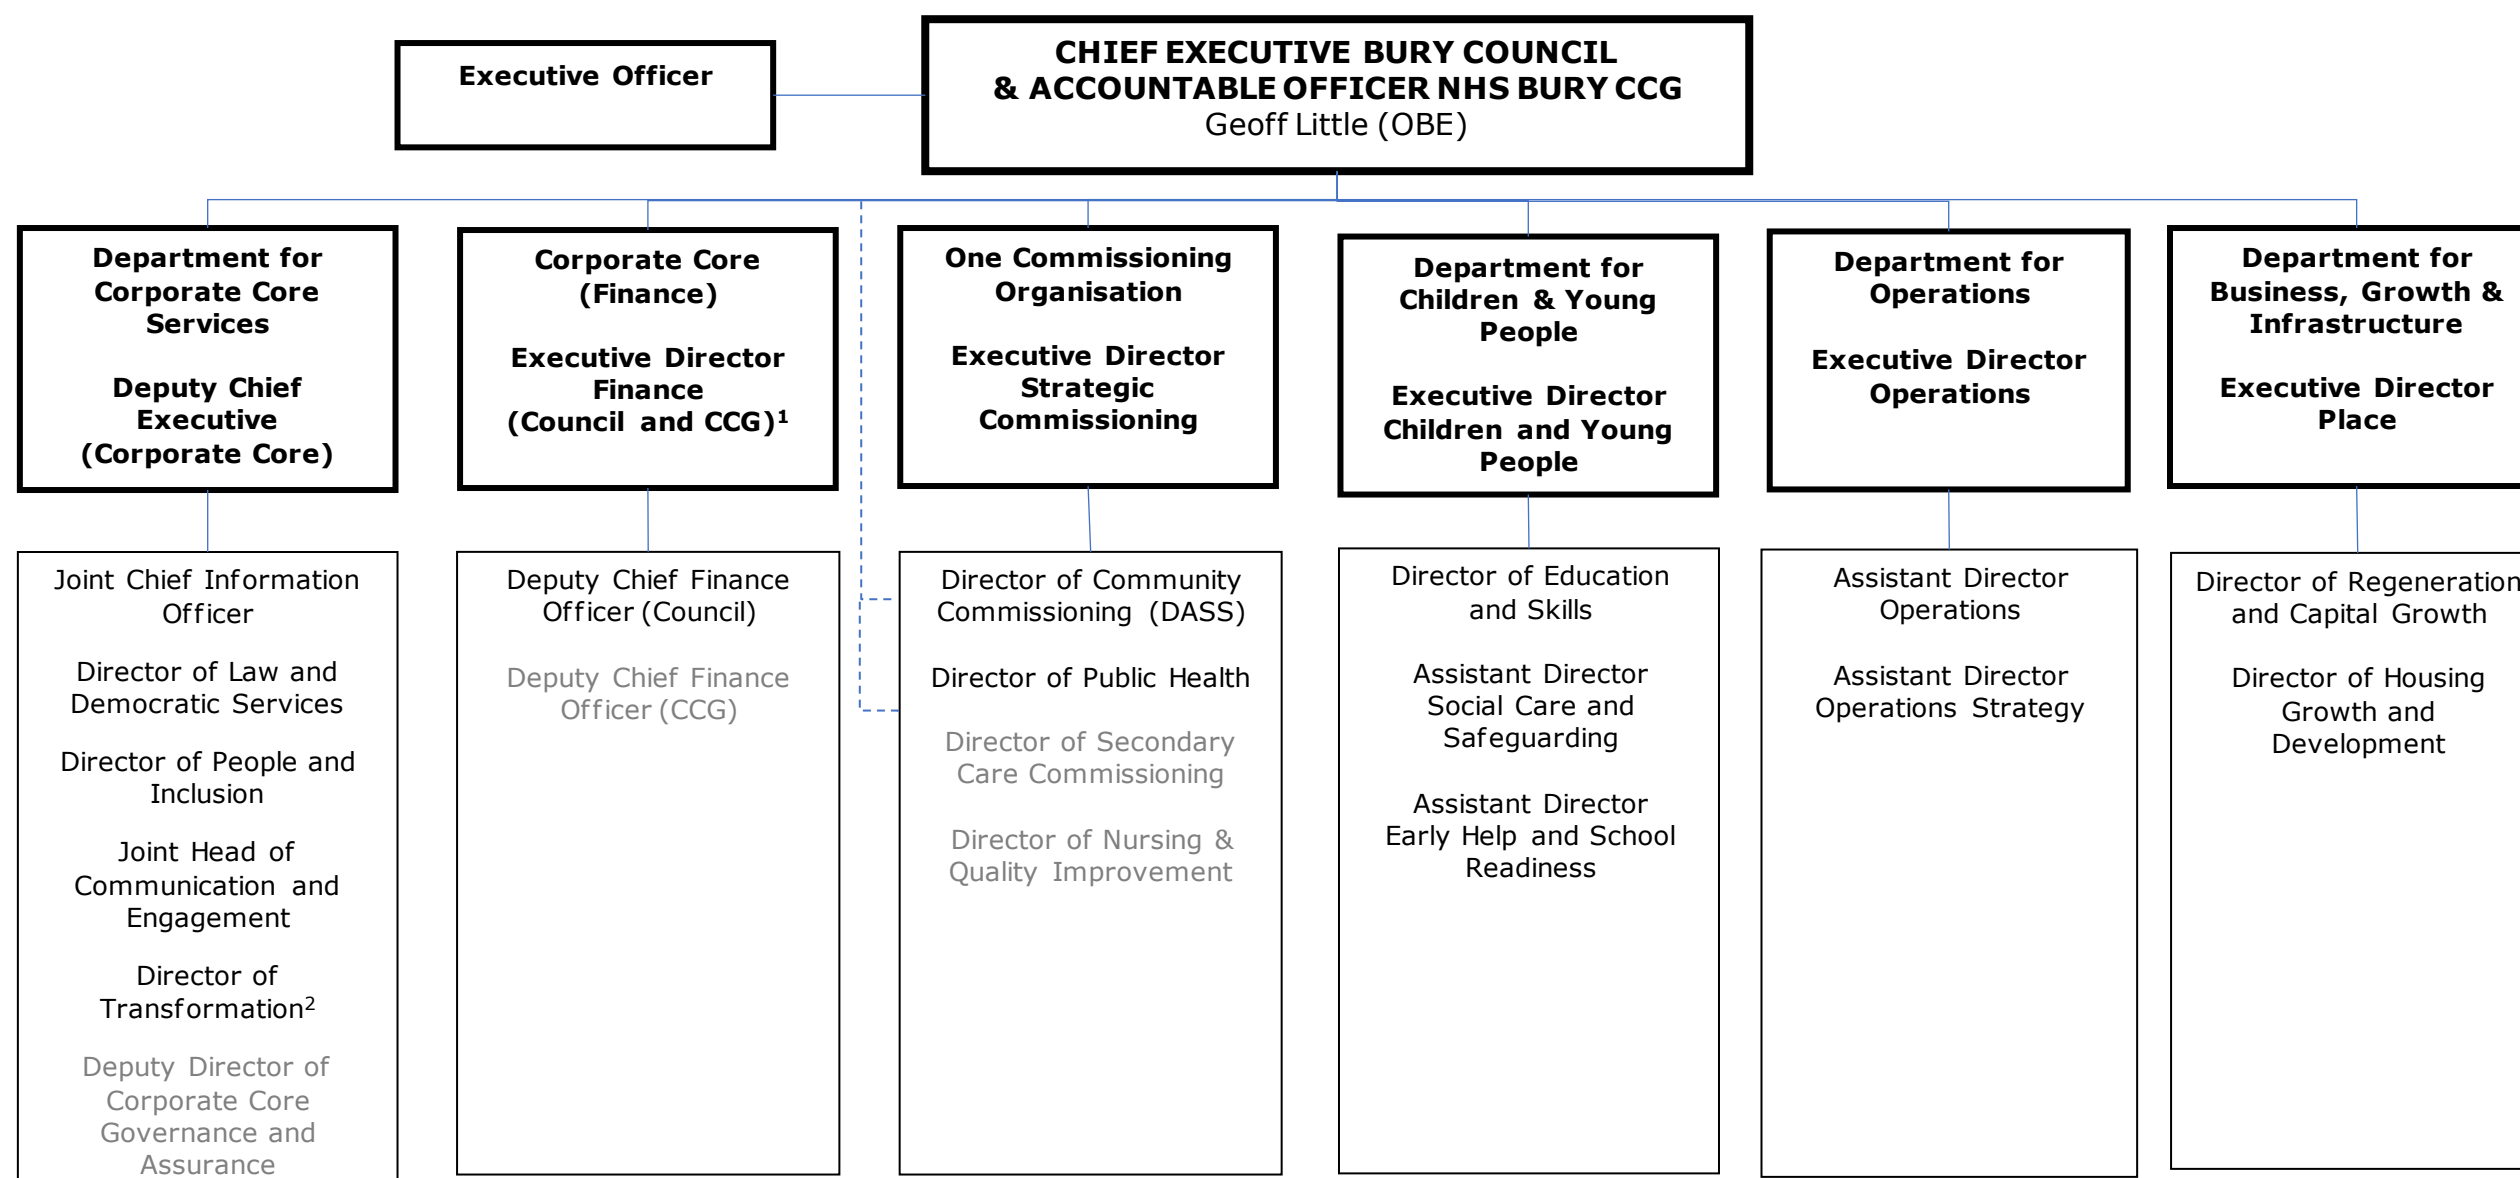 Executive Officer
CHIEF EXECUTIVE BURY COUNCIL
& ACCOUNTABLE OFFICER NHS BURY CCG
Geoff Little (OBE)
Department for
Corporate Core
Services
Deputy Chief
Executive
(Corporate Core)
Corporate Core
(Finance)
Executive Director
Finance
(Council and CCG)¹
One Commissioning
Organisation
Executive Director
Strategic
Commissioning
Department for
Children & Young
People
Executive Director
Children and Young
People
Department for
Operations
Executive Director
Operations
Department for
Business, Growth &
Infrastructure
Executive Director
Place
Joint Chief Information
Officer
Director of Law and
Democratic Services
Director of People and
Inclusion
Joint Head of
Communication and
Engagement
Director of
Transformation²
Deputy Director of
Corporate Core
Governance and
Assurance
Deputy Chief Finance
Officer (Council)
Deputy Chief Finance
Officer (CCG)
Director of Community
Commissioning (DASS)
Director of Public Health
Director of Secondary
Care Commissioning
Director of Nursing &
Quality Improvement
Director of Education
and Skills
Assistant Director
Social Care and
Safeguarding
Assistant Director
Early Help and School
Readiness
Assistant Director
Operations
Assistant Director
Operations Strategy
Director of Regeneration
and Capital Growth
Director of Housing
Growth and
Development